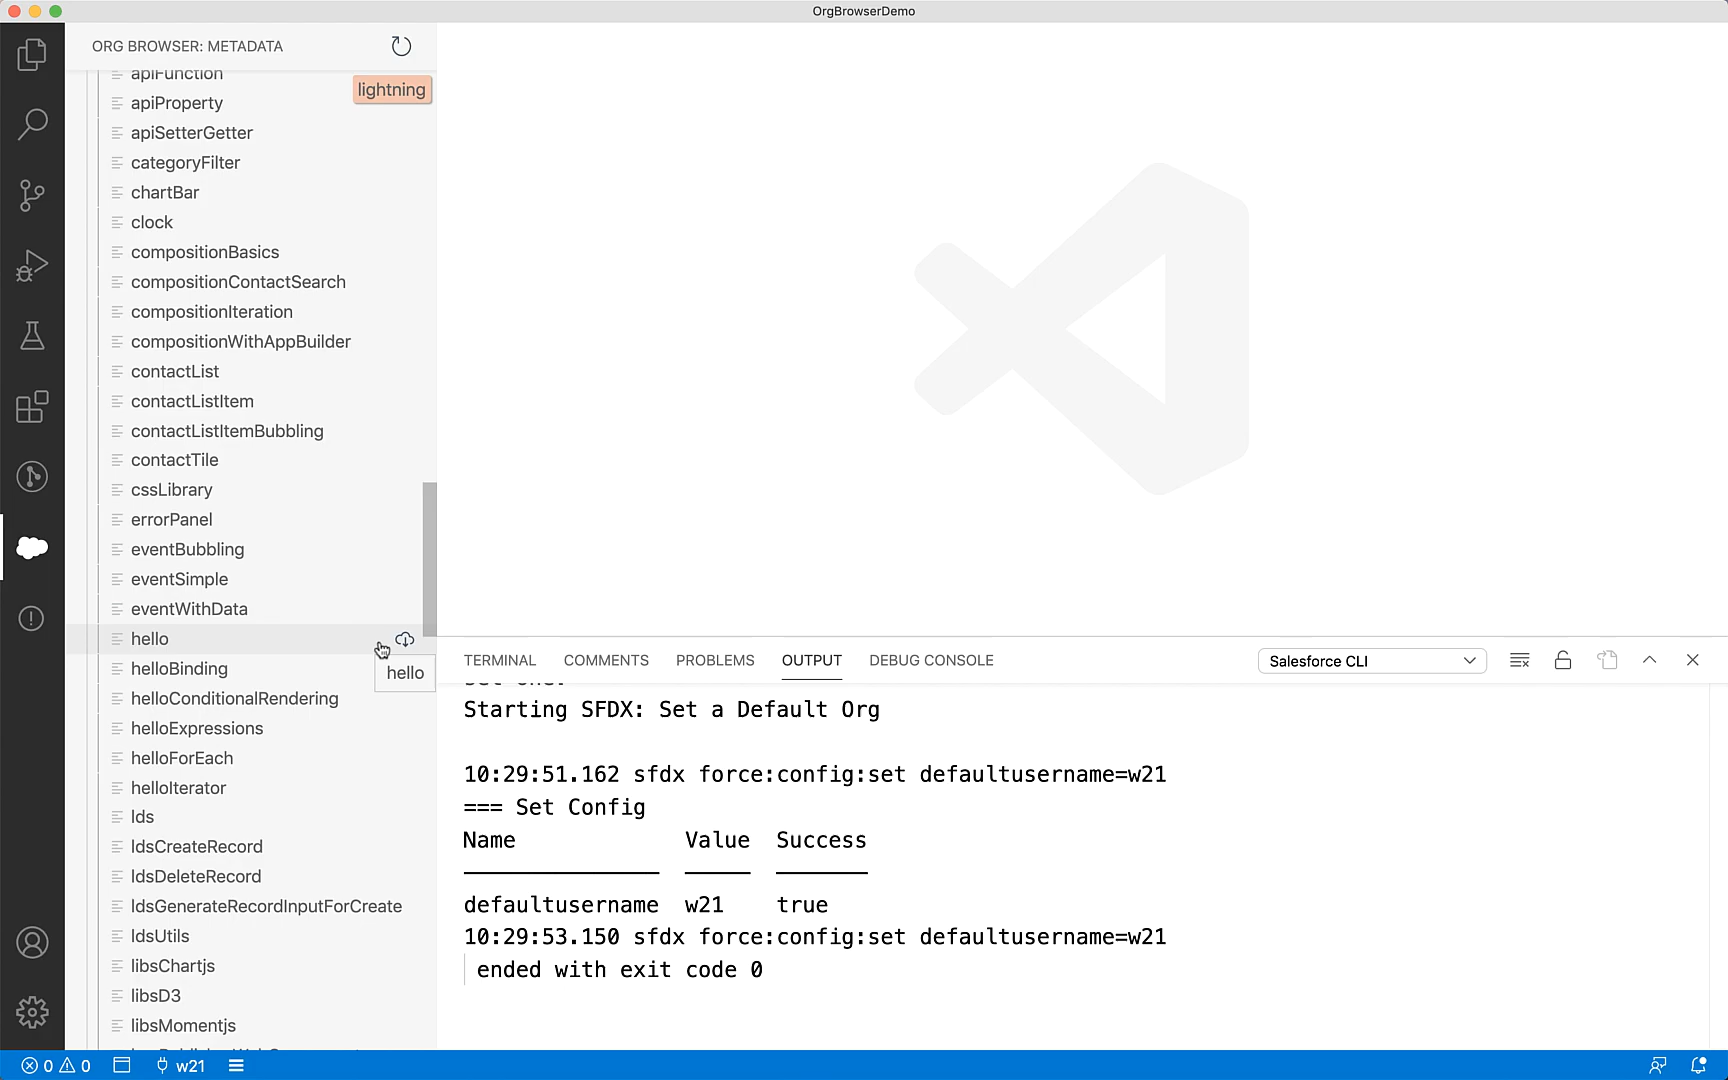 OrgBrowserDemo
ORG BROWSER: METADATA
apiFunction
lightning
apiProperty
apiSetterGetter
categoryFilter
chartBar
clock
compositionBasics
compositionContactSearch
compositionIteration
compositionWithAppBuilder
contactList
contactListItem
contactListItemBubbling
contactTile
cssLibrary
errorPanel
eventBubbling
eventSimple
eventWithData
hello
hello
helloBinding
helloConditionalRendering
helloExpressions
helloForEach
helloIterator
lds
ldsCreateRecord
ldsDeleteRecord
ldsGenerateRecordInputForCreate
ldsUtils
libsChartjs
libsD3
libsMomentjs
TERMINAL COMMENTS PROBLEMS OUTPUT DEBUG CONSOLE Salesforce CLI
Starting SFDX: Set a Default Org
10:29:51.162 sfdx force:config:set defaultusername=w21
=== Set Config
Name Value Success
defaultusername w21 true
10:29:53.150 sfdx force:config:set defaultusername=w21
ended with exit code 0
0 0 w21